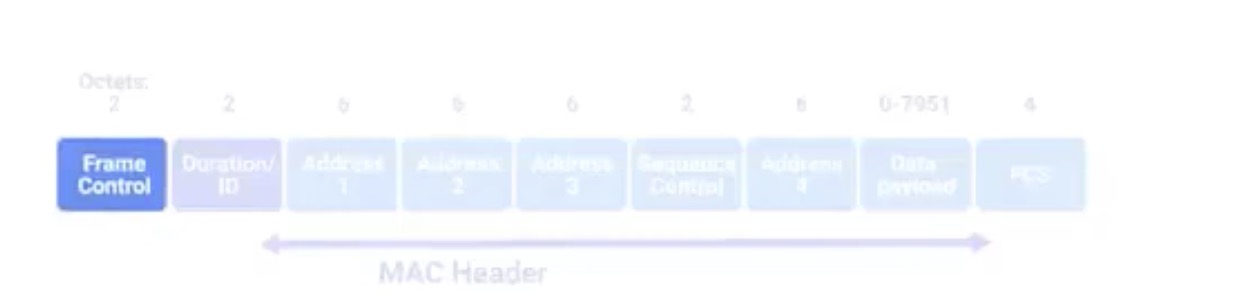 Octets:
2 2 6 6 6 2 6 0-7951 4
Frame Control
Duration/ ID
Address 1
Address 2
Address 3
Sequence Control
Address 4
Data payload
FCS
MAC Header